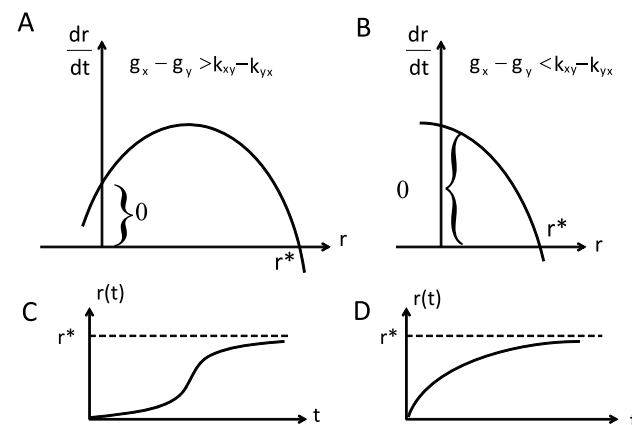 A
dr
dt
g_x − g_y > k_xy − k_yx
0
r
r*
B
dr
dt
g_x − g_y < k_xy − k_yx
0
r*
r
C
r(t)
r*
t
D
r(t)
r*
t